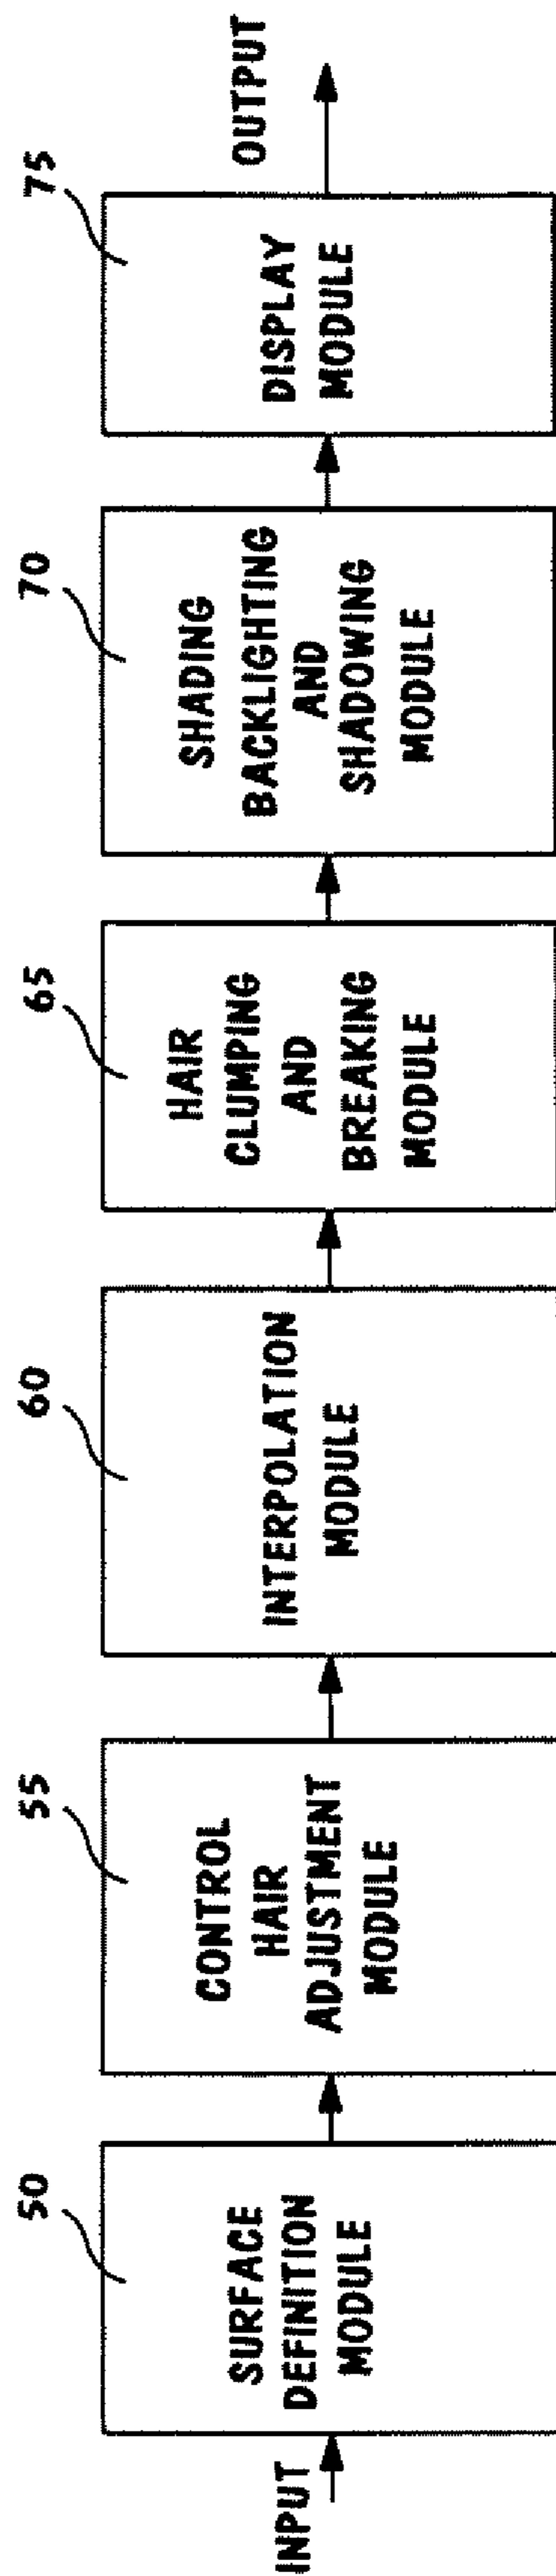 INPUT
50
SURFACE
DEFINITION
MODULE
55
CONTROL
HAIR
ADJUSTMENT
MODULE
60
INTERPOLATION
MODULE
65
HAIR
CLUMPING
AND
BREAKING
MODULE
70
SHADING
BACKLIGHTING
AND
SHADOWING
MODULE
75
DISPLAY
MODULE
OUTPUT